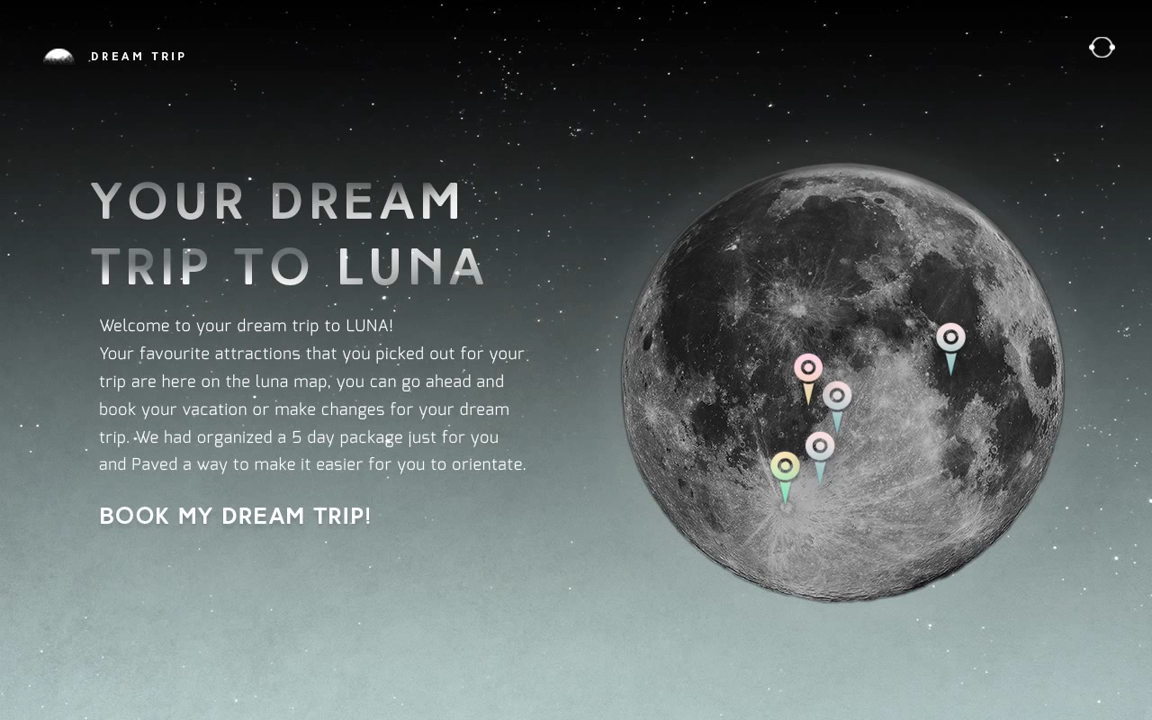 DREAM TRIP
YOUR DREAM
TRIP TO LUNA
Welcome to your dream trip to LUNA!
Your favourite attractions that you picked out for your
trip are here on the luna map, you can go ahead and
book your vacation or make changes for your dream
trip. We had organized a 5 day package just for you
and Paved a way to make it easier for you to orientate.
BOOK MY DREAM TRIP!